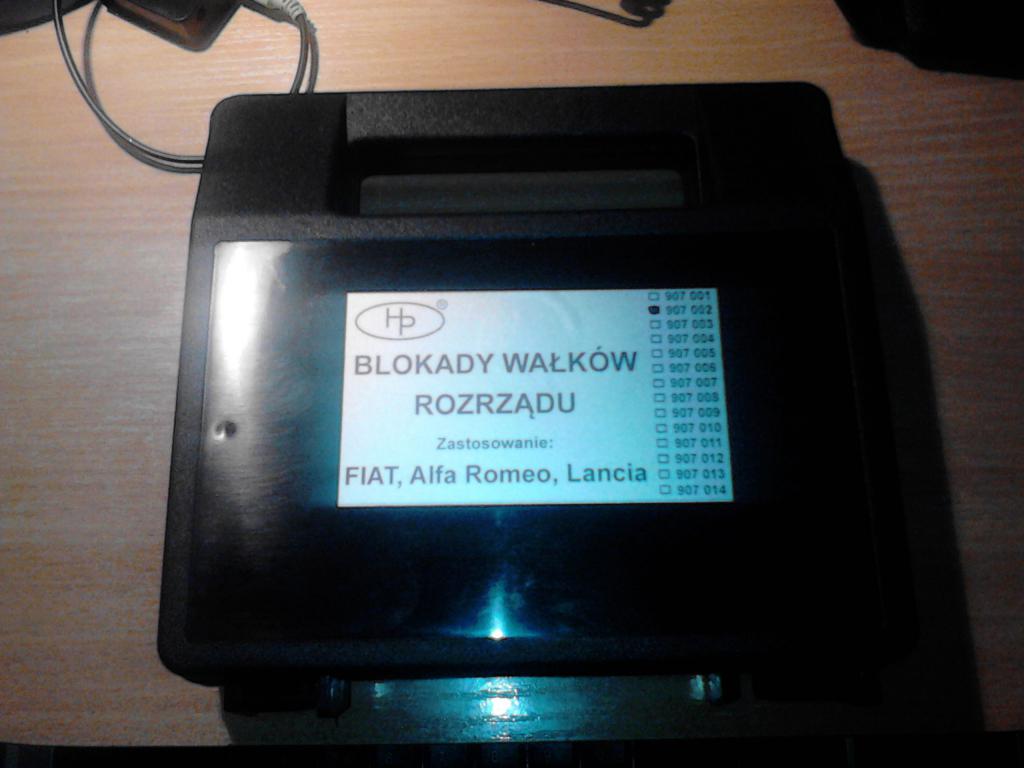 HP®
BLOKADY WAŁKÓW
ROZRZĄDU
Zastosowanie:
FIAT, Alfa Romeo, Lancia
907 001
907 002
907 003
907 004
907 005
907 006
907 007
907 008
907 009
907 010
907 011
907 012
907 013
907 014